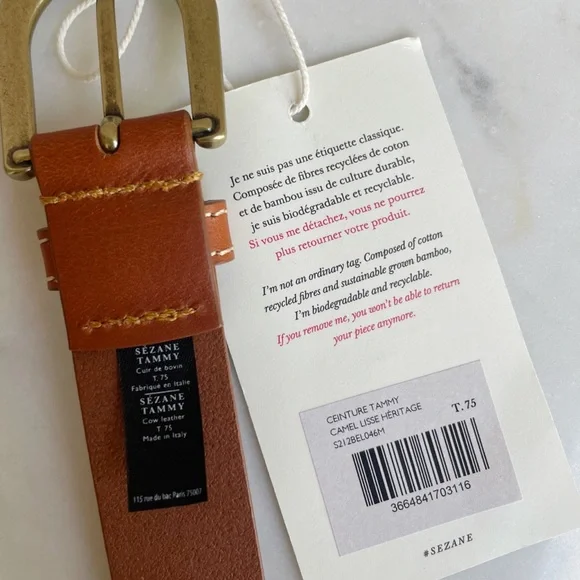 Je ne suis pas une étiquette classique.
Composée de fibres recyclées de coton
et de bambou issu de culture durable,
je suis biodégradable et recyclable.
Si vous me détachez, vous ne pourrez
plus retourner votre produit.
I'm not an ordinary tag. Composed of cotton
recycled fibres and sustainable grown bamboo,
I'm biodegradable and recyclable.
If you remove me, you won't be able to return
your piece anymore.
CEINTURE TAMMY
CAMEL LISSE HÉRITAGE
S212BEL046M
T.75
3664841703116
#SEZANE
SÉZANE
TAMMY
Cuir de bovin
T. 75
Fabriqué en Italie
SÉZANE
TAMMY
Cow leather
T. 75
Made in Italy
115 rue du bac Paris 75007